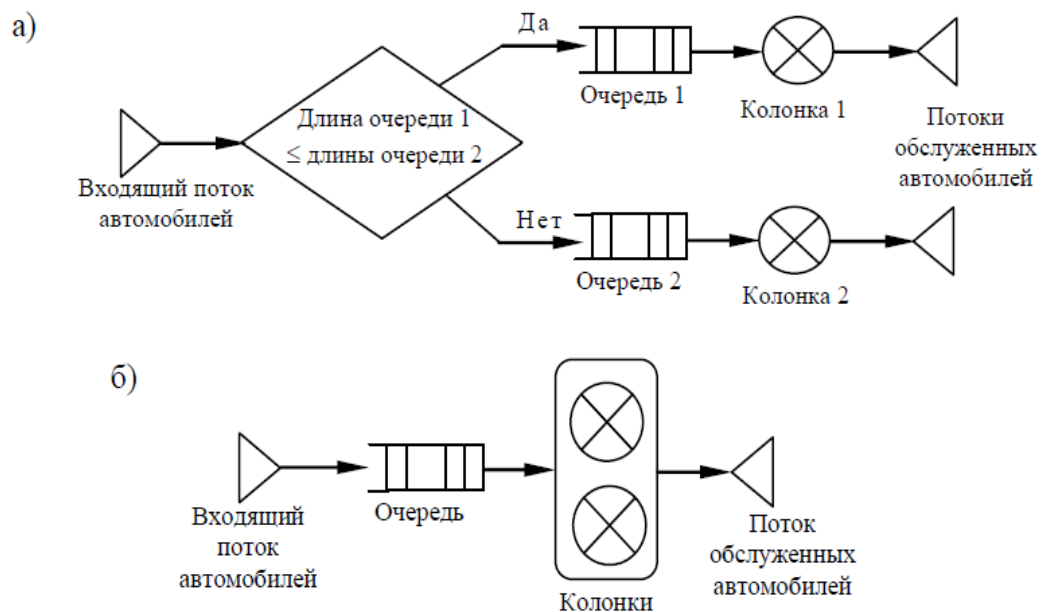 а)
Да
Очередь 1
Колонка 1
Длина очереди 1
≤ длины очереди 2
Входящий поток
автомобилей
Потоки
обслуженных
автомобилей
Нет
Очередь 2
Колонка 2
б)
Очередь
Входящий
поток
автомобилей
Колонки
Поток
обслуженных
автомобилей